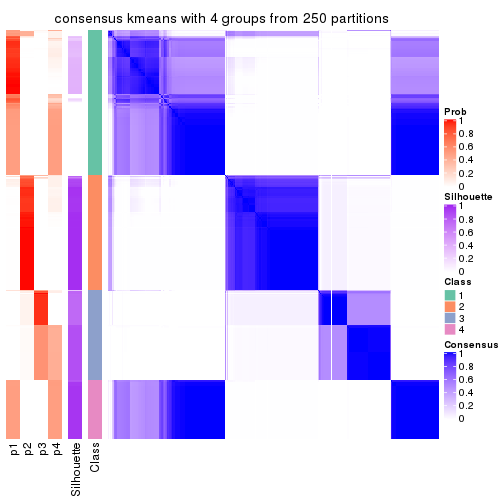 consensus kmeans with 4 groups from 250 partitions
p1
p2
p3
p4
Silhouette
Class
Prob
1
0.8
0.6
0.4
0.2
0
Silhouette
1
0.8
0.6
0.4
0.2
0
Class
1
2
3
4
Consensus
1
0.8
0.6
0.4
0.2
0